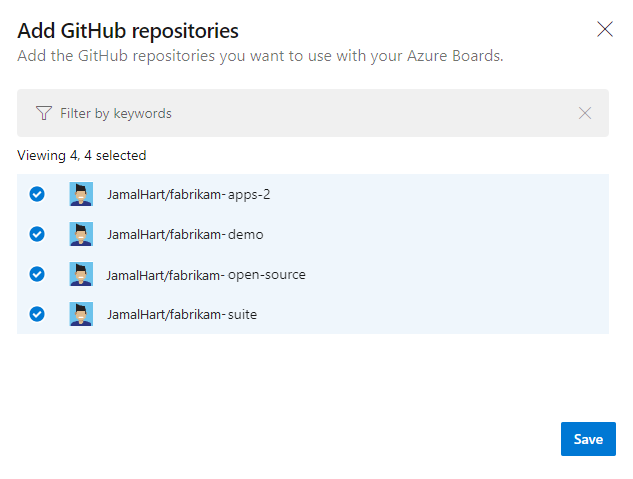 Add GitHub repositories
Add the GitHub repositories you want to use with your Azure Boards.
Filter by keywords
Viewing 4, 4 selected
JamalHart/fabrikam-apps-2
JamalHart/fabrikam-demo
JamalHart/fabrikam-open-source
JamalHart/fabrikam-suite
Save